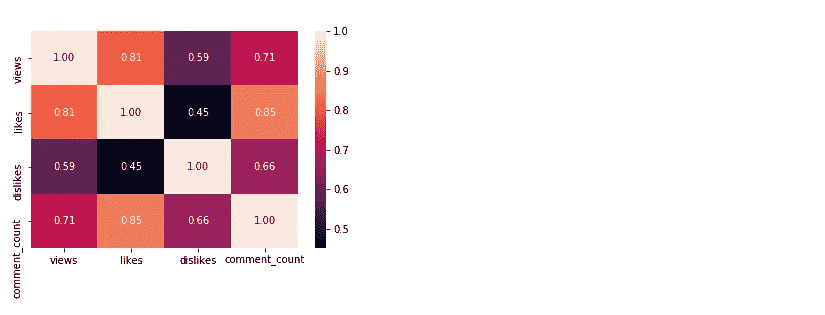 views 1.00 0.81 0.59 0.71
likes 0.81 1.00 0.45 0.85
dislikes 0.59 0.45 1.00 0.66
comment_count 0.71 0.85 0.66 1.00
views likes dislikes comment_count
1.0
0.9
0.8
0.7
0.6
0.5